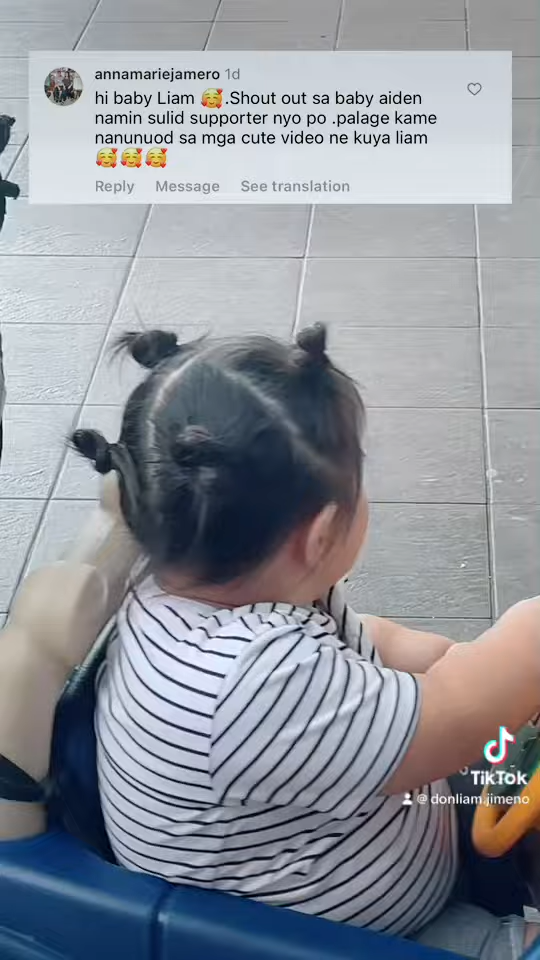 annamariejamero 1d
hi baby Liam 🥰.Shout out sa baby aiden
namin sulid supporter nyo po .palage kame
nanunuod sa mga cute video ne kuya liam
🥰🥰🥰
Reply Message See translation
TikTok
@donliam.jimeno